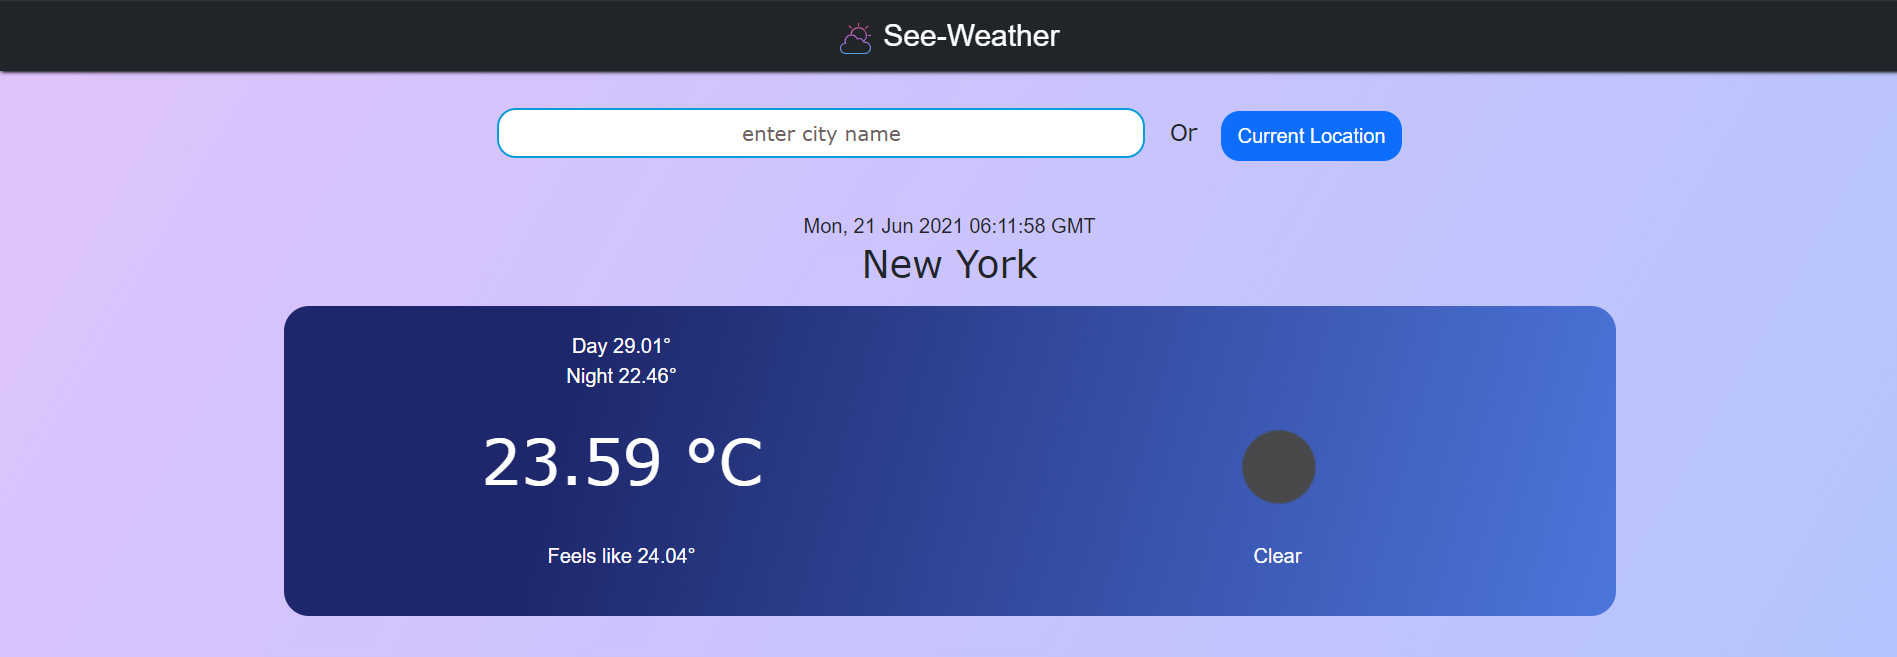 See-Weather
enter city name
Or
Current Location
Mon, 21 Jun 2021 06:11:58 GMT
New York
Day 29.01°
Night 22.46°
23.59 °C
Feels like 24.04°
Clear